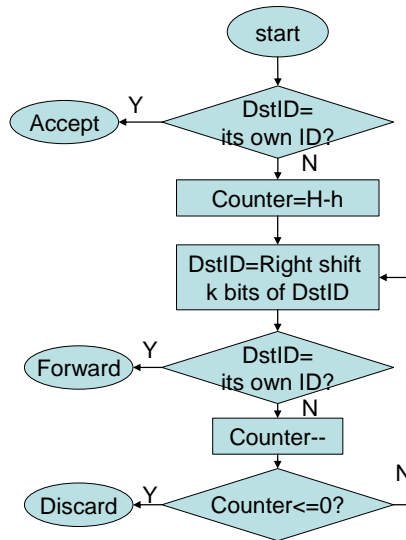 start
Y
DstID=
its own ID?
Accept
N
Counter=H-h
DstID=Right shift
k bits of DstID
Y
DstID=
its own ID?
Forward
N
Counter--
N
Y
Counter<=0?
Discard